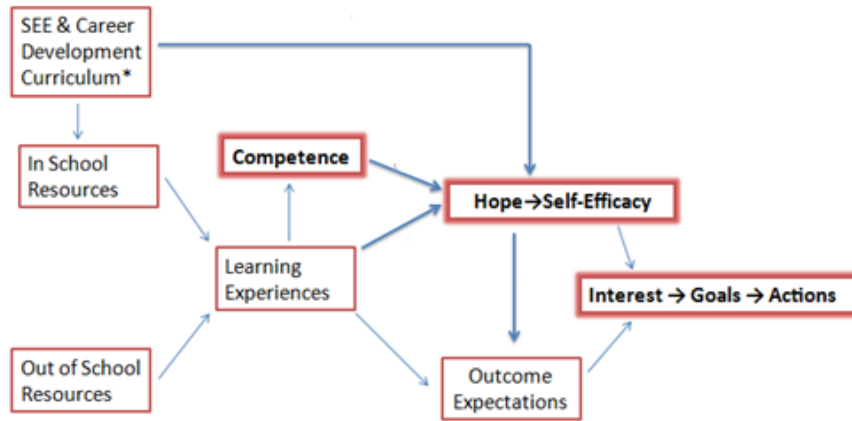 SEE & Career
Development
Curriculum*
In School
Resources
Competence
Hope→Self-Efficacy
Learning
Experiences
Interest → Goals → Actions
Out of School
Resources
Outcome
Expectations